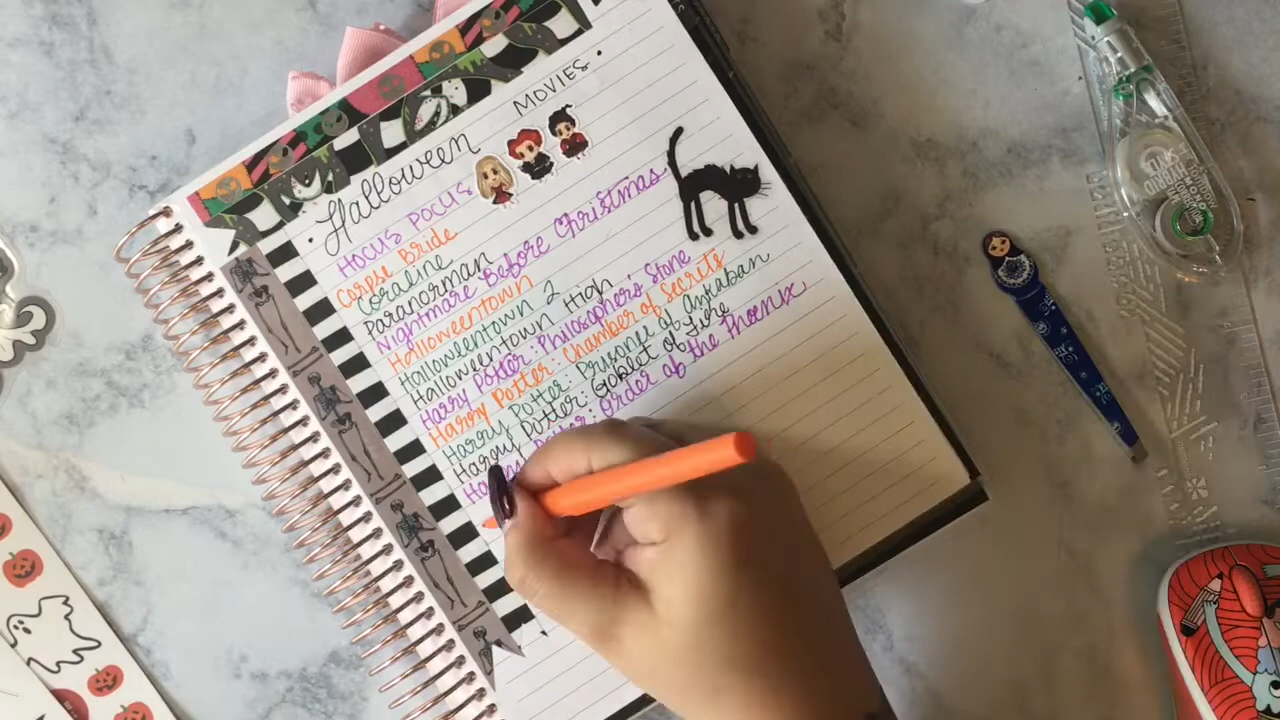 Halloween MOVIES
HOCUS POCUS
Corpse Bride
Coraline
Paranorman
Nightmare Before Christmas
Halloweentown
Halloweentown 2
Halloweentown High
Harry Potter: Philosopher's Stone
Harry Potter: Chamber of Secrets
Harry Potter: Prisone of Azkaban
Harry Potter: Goblet of Fire
Potter: Order of the Phoenix